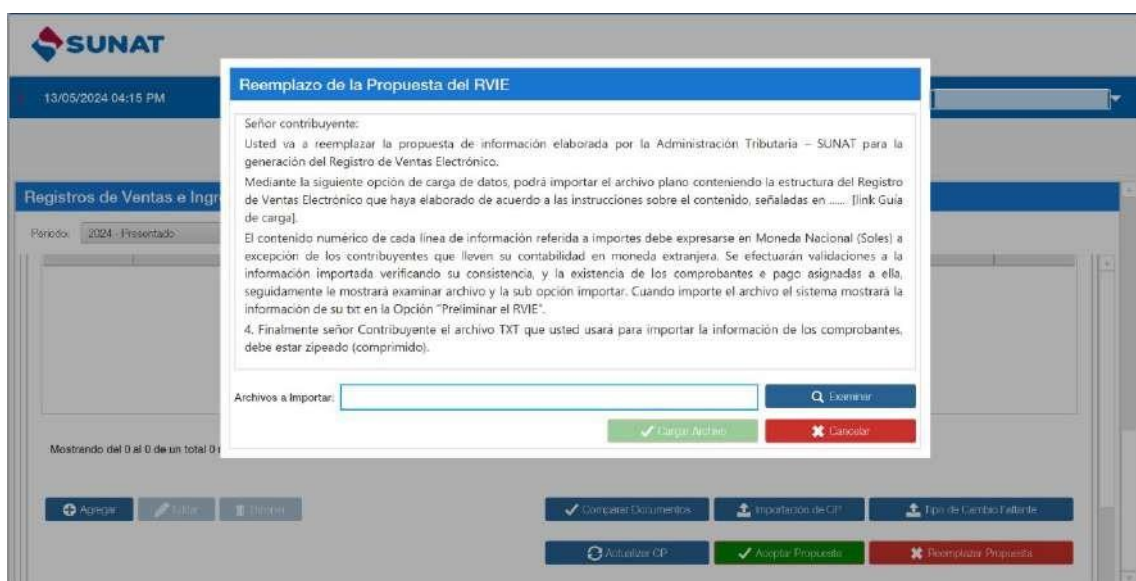 SUNAT
13/05/2024 04:15 PM
Reemplazo de la Propuesta del RVIE
Señor contribuyente:
Usted va a reemplazar la propuesta de información elaborada por la Administración Tributaria – SUNAT para la
generación del Registro de Ventas Electrónico.
Mediante la siguiente opción de carga de datos, podrá importar el archivo plano conteniendo la estructura del Registro
de Ventas Electrónico que haya elaborado de acuerdo a las instrucciones sobre el contenido, señaladas en ...... [link Guía
de carga].
El contenido numérico de cada línea de información referida a importes debe expresarse en Moneda Nacional (Soles) a
excepción de los contribuyentes que lleven su contabilidad en moneda extranjera. Se efectuarán validaciones a la
información importada verificando su consistencia, y la existencia de los comprobantes e pago asignadas a ella,
seguidamente le mostrará examinar archivo y la sub opción importar. Cuando importe el archivo el sistema mostrará la
información de su txt en la Opción "Preliminar el RVIE".
4. Finalmente señor Contribuyente el archivo TXT que usted usará para importar la información de los comprobantes,
debe estar zipeado (comprimido).
Archivos a Importar:
Examinar
Cargar Archivo
Cancelar
Registros de Ventas e Ingr
Periodo: 2024 - Presentado
Mostrando del 0 al 0 de un total 0
Agregar
Editar
Eliminar
Comparar Documentos
Importación de CP
Tipo de Cambio Faltante
Actualizar CP
Aceptar Propuesta
Reemplazar Propuesta